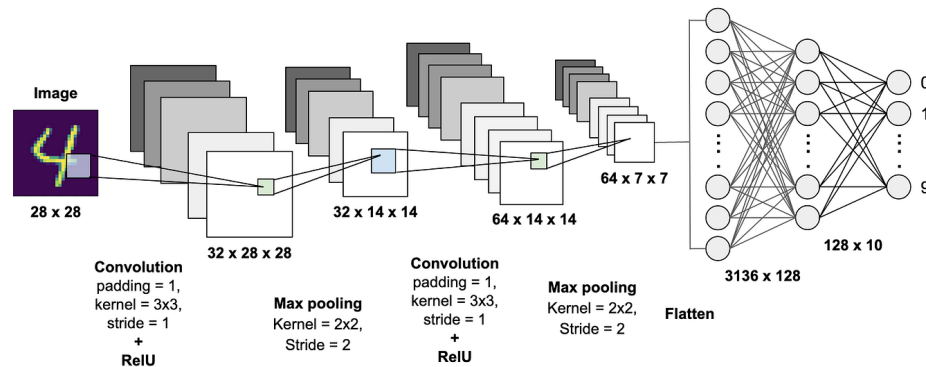 Image
28 x 28
32 x 28 x 28
32 x 14 x 14
64 x 14 x 14
64 x 7 x 7
3136 x 128
128 x 10
0
1
9
Convolution
padding = 1,
kernel = 3x3,
stride = 1
+
RelU
Max pooling
Kernel = 2x2,
Stride = 2
Convolution
padding = 1,
kernel = 3x3,
stride = 1
+
RelU
Max pooling
Kernel = 2x2,
Stride = 2
Flatten